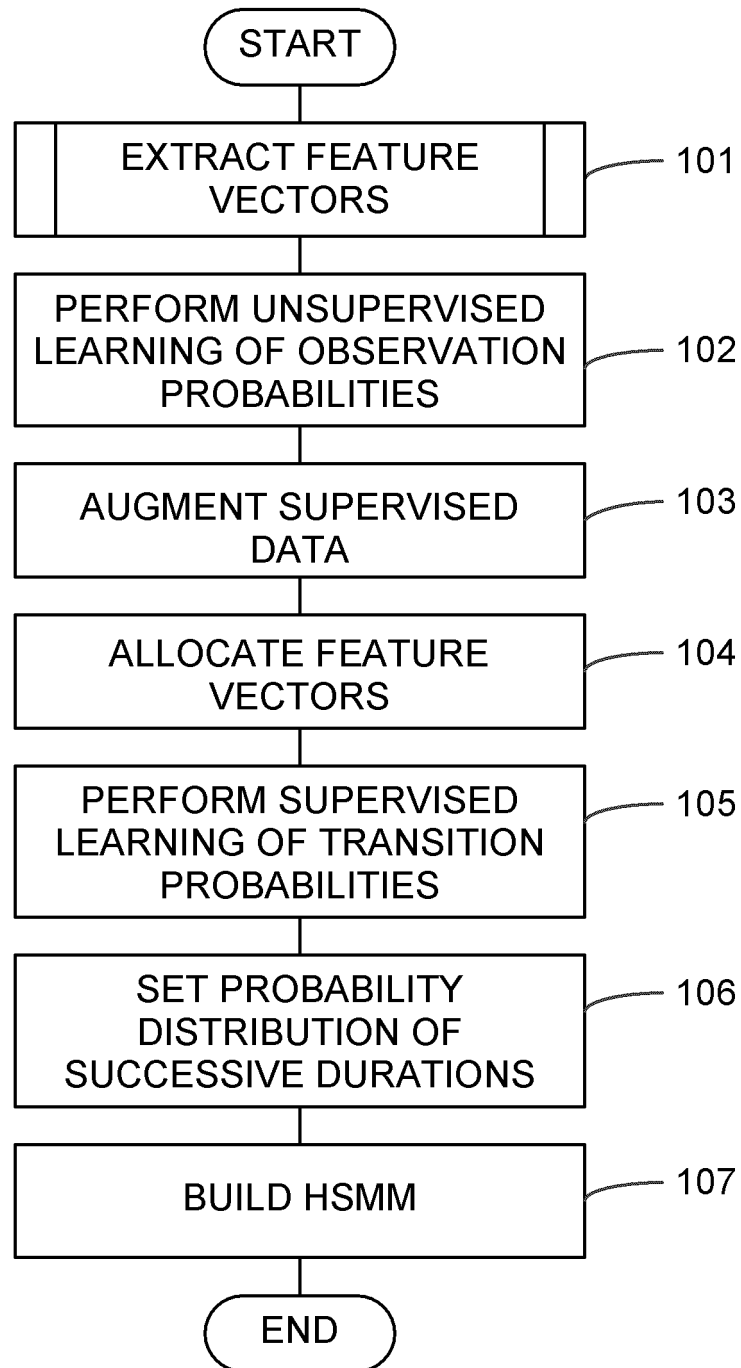 START
EXTRACT FEATURE
VECTORS
101
PERFORM UNSUPERVISED
LEARNING OF OBSERVATION
PROBABILITIES
102
AUGMENT SUPERVISED
DATA
103
ALLOCATE FEATURE
VECTORS
104
PERFORM SUPERVISED
LEARNING OF TRANSITION
PROBABILITIES
105
SET PROBABILITY
DISTRIBUTION OF
SUCCESSIVE DURATIONS
106
BUILD HSMM
107
END